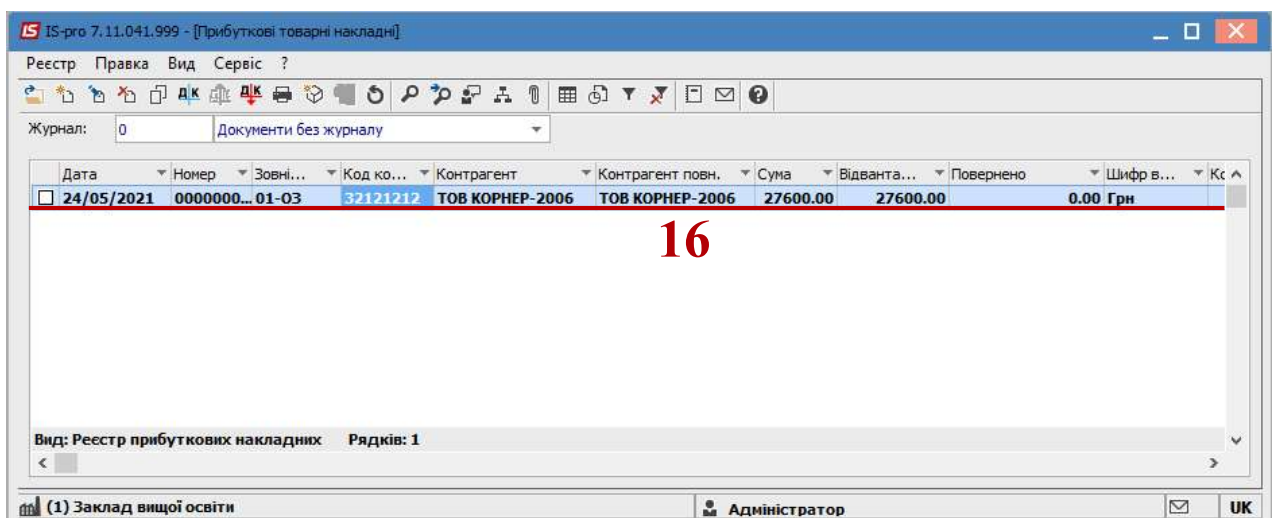 IS-pro 7.11.041.999 - [Прибуткові товарні накладні]
Реєстр Правка Вид Сервіс ?
Журнал: 0 Документи без журналу
Дата Номер Зовні... Код ко... Контрагент Контрагент повн. Сума Відванта... Повернено Шифр в... Кс
24/05/2021 0000000... 01-ОЗ 32121212 ТОВ КОРНЕР-2006 ТОВ КОРНЕР-2006 27600.00 27600.00 0.00 Грн
16
Вид: Реєстр прибуткових накладних Рядків: 1
(1) Заклад вищої освіти Адміністратор UK